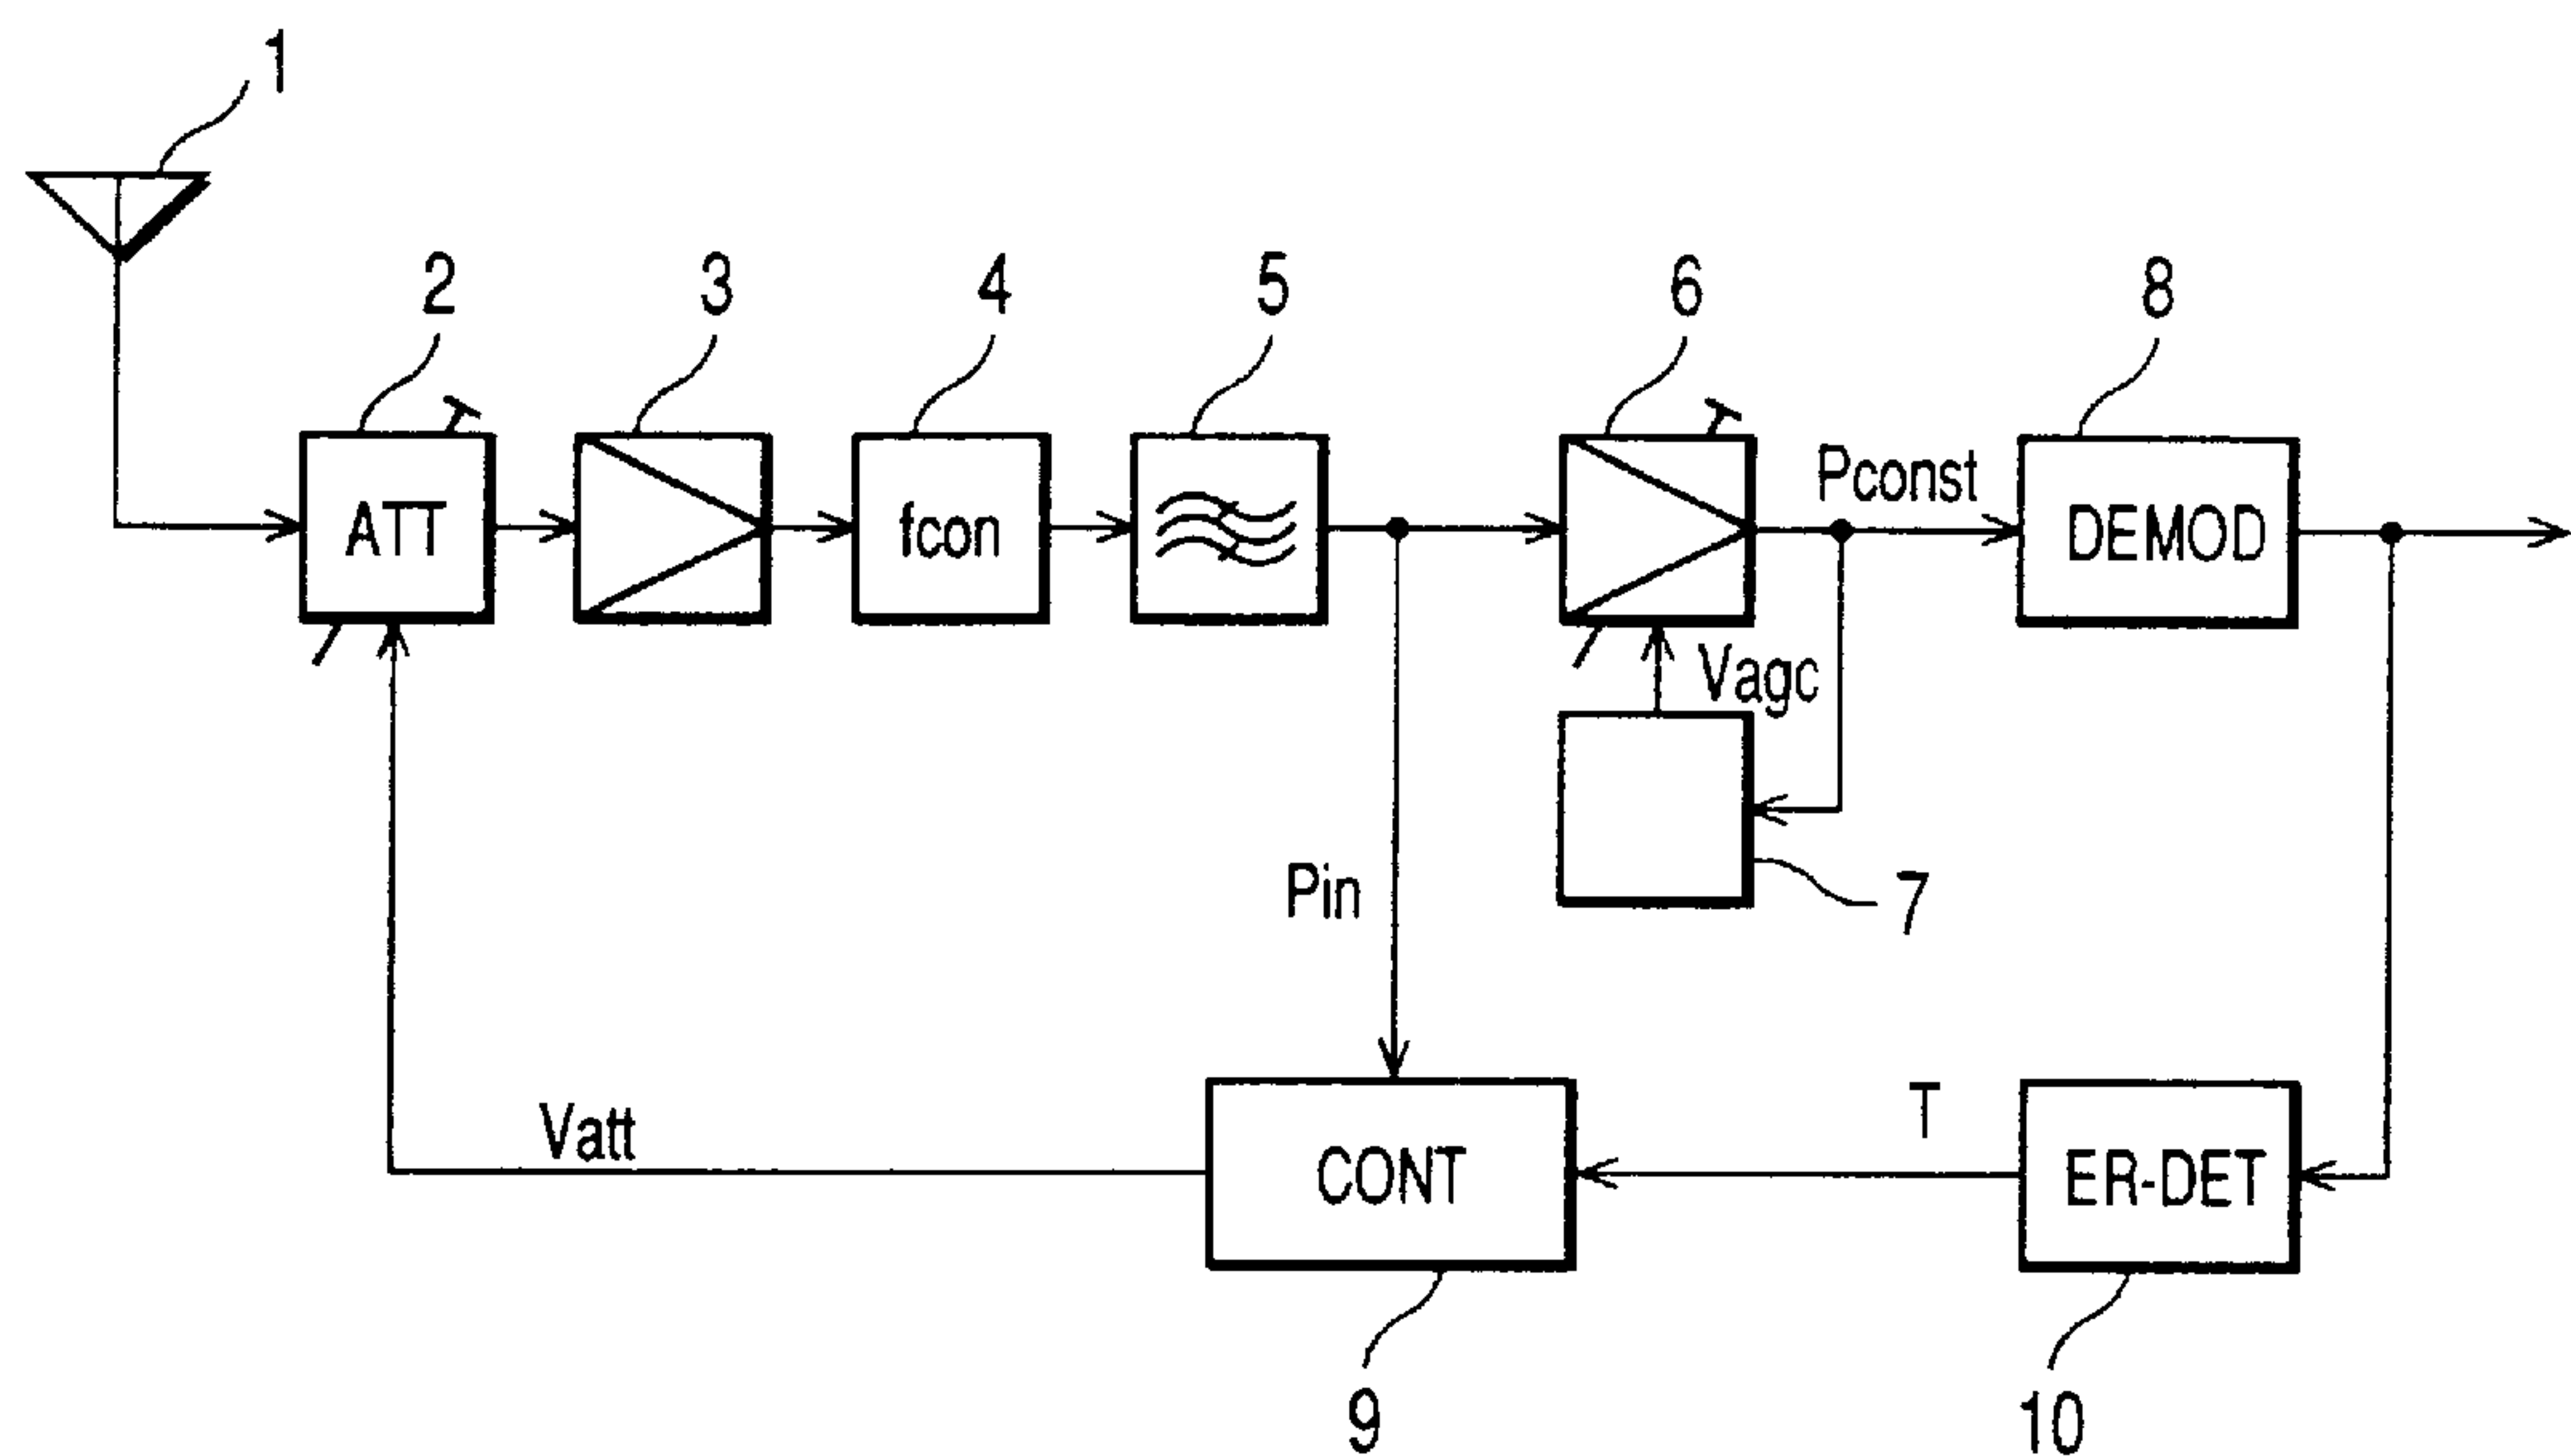 1
2
3
4
5
6
8
ATT
fcon
Pconst
DEMOD
Vagc
Pin
7
Vatt
CONT
T
ER-DET
9
10